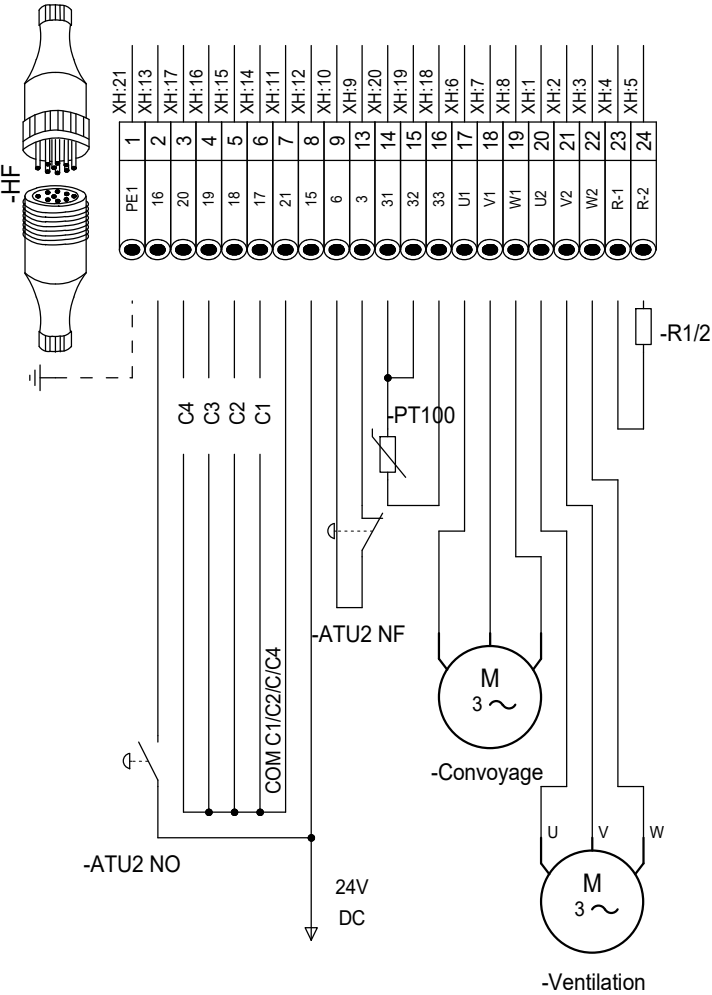 -HF
XH:21 XH:13 XH:17 XH:16 XH:15 XH:14 XH:11 XH:12 XH:10 XH:9 XH:20 XH:19 XH:18 XH:6 XH:7 XH:8 XH:1 XH:2 XH:3 XH:4 XH:5
1 2 3 4 5 6 7 8 9 13 14 15 16 17 18 19 20 21 22 23 24
PE1 16 20 19 18 17 21 15 6 3 31 32 33 U1 V1 W1 U2 V2 W2 R-1 R-2
-R1/2
C4 C3 C2 C1
-PT100
-ATU2 NF
COM C1/C2/C/C4
M
3
-Convoyage
-ATU2 NO
U V W
24V
DC
M
3
-Ventilation